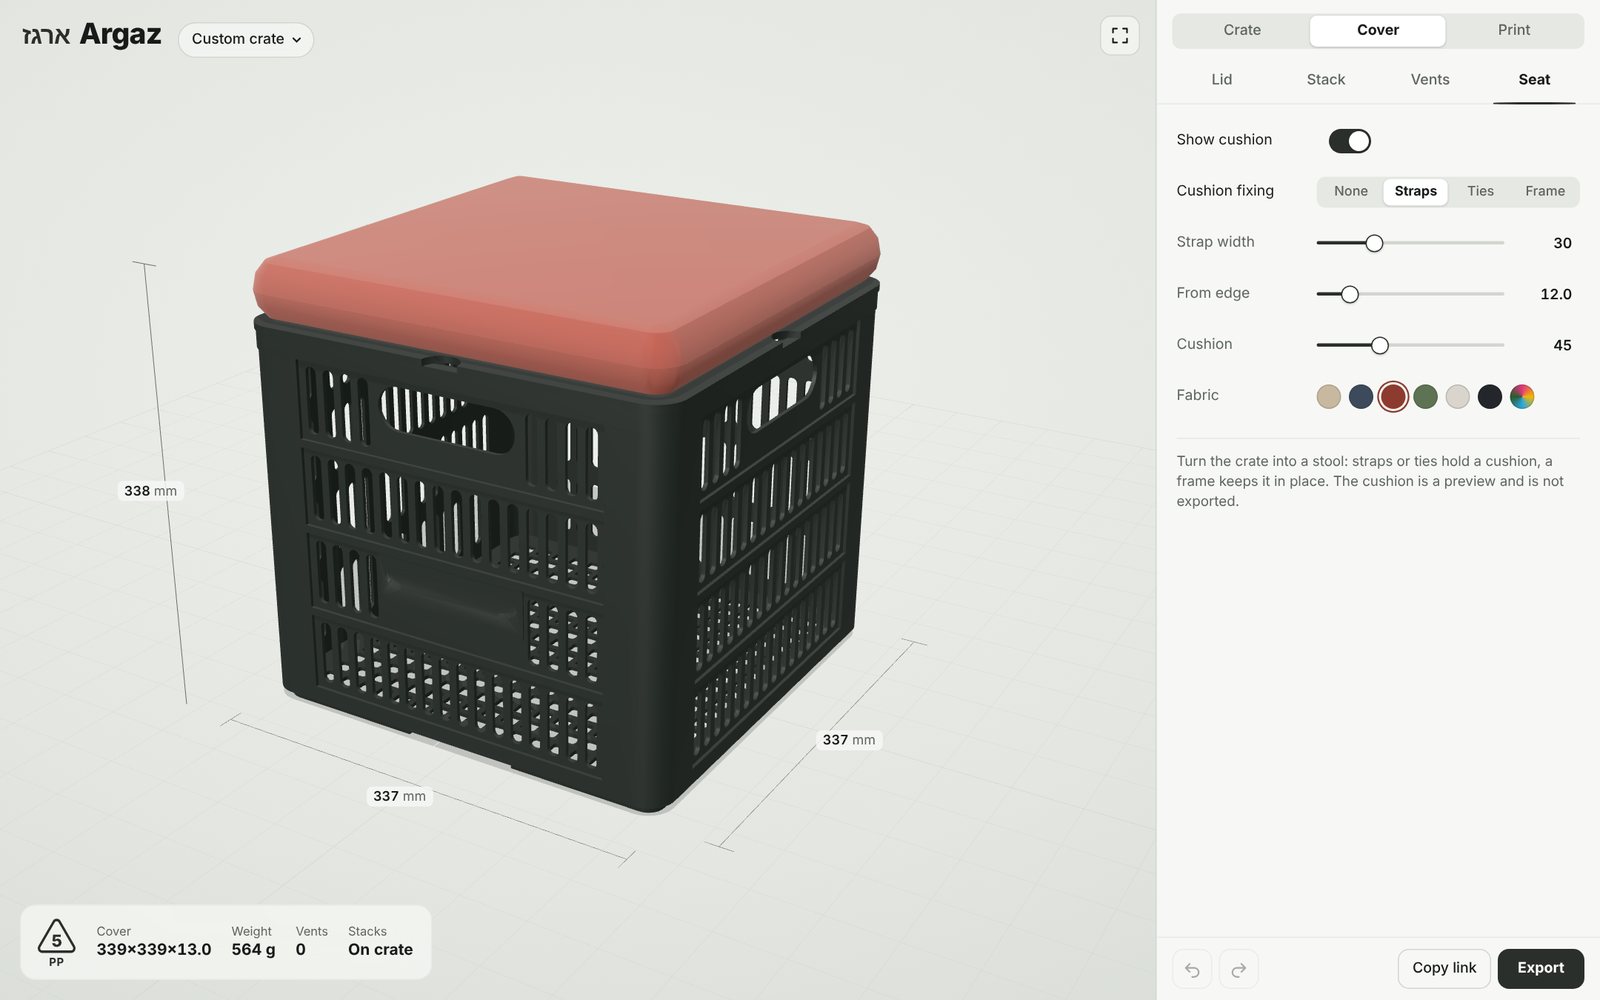 ארגז Argaz
Custom crate
Crate Cover Print
Lid Stack Vents Seat
Show cushion
Cushion fixing None Straps Ties Frame
Strap width 30
From edge 12.0
Cushion 45
Fabric
Turn the crate into a stool: straps or ties hold a cushion, a
frame keeps it in place. The cushion is a preview and is not
exported.
338 mm
337 mm
337 mm
5
PP
Cover Weight Vents Stacks
339×339×13.0 564 g 0 On crate
Copy link Export